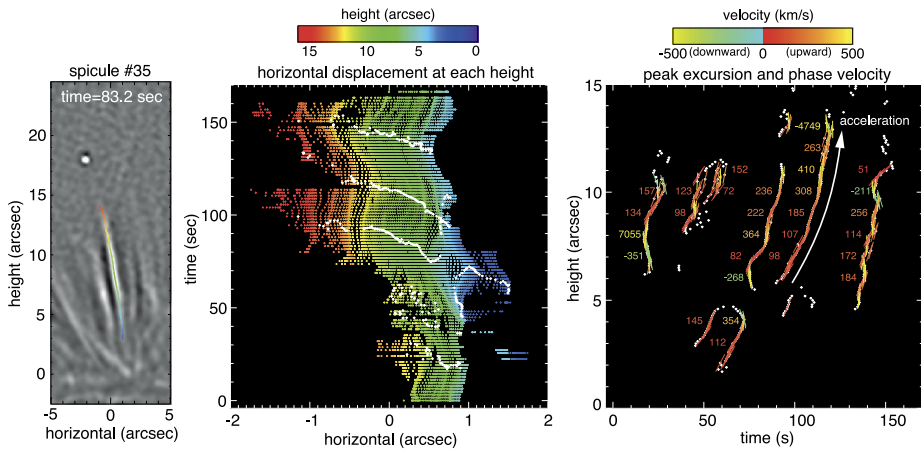 spicule #35
time=83.2 sec
height (arcsec)
20
15
10
5
0
-5 0 5
horizontal (arcsec)
height (arcsec)
15 10 5 0
horizontal displacement at each height
time (sec)
150
100
50
0
-2 -1 0 1 2
horizontal (arcsec)
velocity (km/s)
-500 (downward) 0 (upward) 500
peak excursion and phase velocity
height (arcsec)
15
10
5
0
-4749
acceleration
263
152
410
51
157
123
72
236
308
-211
134
98
222
185
256
7055
364
107
114
-351
82
98
172
-268
184
145
354
112
0 50 100 150
time (s)